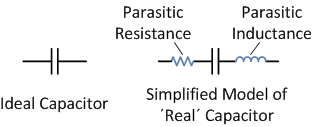 Parasitic
Resistance
Parasitic
Inductance
Ideal Capacitor
Simplified Model of
´Real´ Capacitor